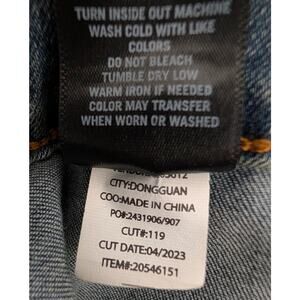 TURN INSIDE OUT MACHINE
WASH COLD WITH LIKE
COLORS
DO NOT BLEACH
TUMBLE DRY LOW
WARM IRON IF NEEDED
COLOR MAY TRANSFER
WHEN WORN OR WASHED
CITY:DONGGUAN
COO:MADE IN CHINA
PO#:2431906/907
CUT#:119
CUT DATE:04/2023
ITEM#:20546151